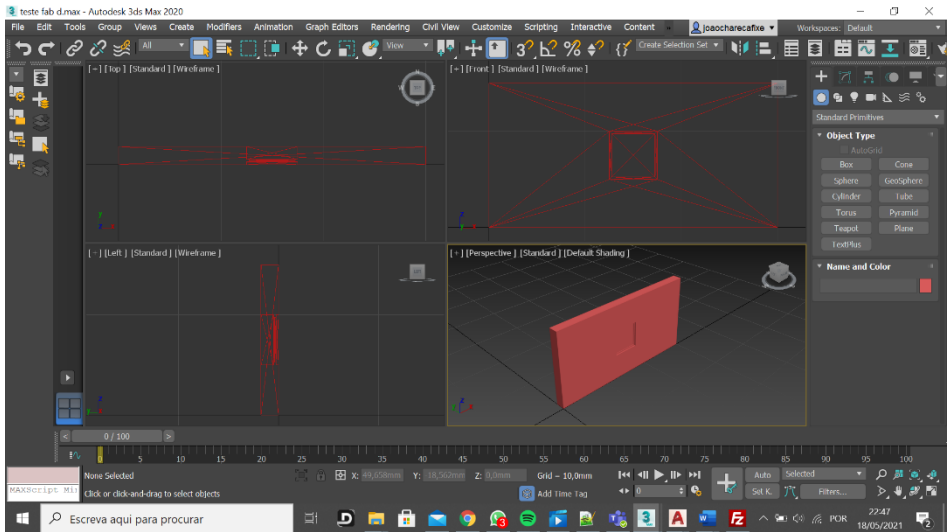 teste fab d.max - Autodesk 3ds Max 2020
File Edit Tools Group Views Create Modifiers Animation Graph Editors Rendering Civil View Customize Scripting Interactive Content joaocharecafixe Workspaces: Default
All View Create Selection Set
[+] [Top ] [Standard ] [Wireframe ]
[+] [Front ] [Standard ] [Wireframe ]
Standard Primitives
Object Type
AutoGrid
Box Cone
Sphere GeoSphere
Cylinder Tube
Torus Pyramid
Teapot Plane
TextPlus
[+] [Left ] [Standard ] [Wireframe ]
[+] [Perspective ] [Standard ] [Default Shading ]
Name and Color
0 / 100
0 5 10 15 20 25 30 35 40 45 50 55 60 65 70 75 80 85 90 95 100
None Selected X: 49,658mm Y: -18,562mm Z: 0,0mm Grid = 10,0mm Auto Selected
MAXScript Mi Click or click-and-drag to select objects Add Time Tag 0 Set K. Filters...
Escreva aqui para procurar POR 22:47
18/05/2021